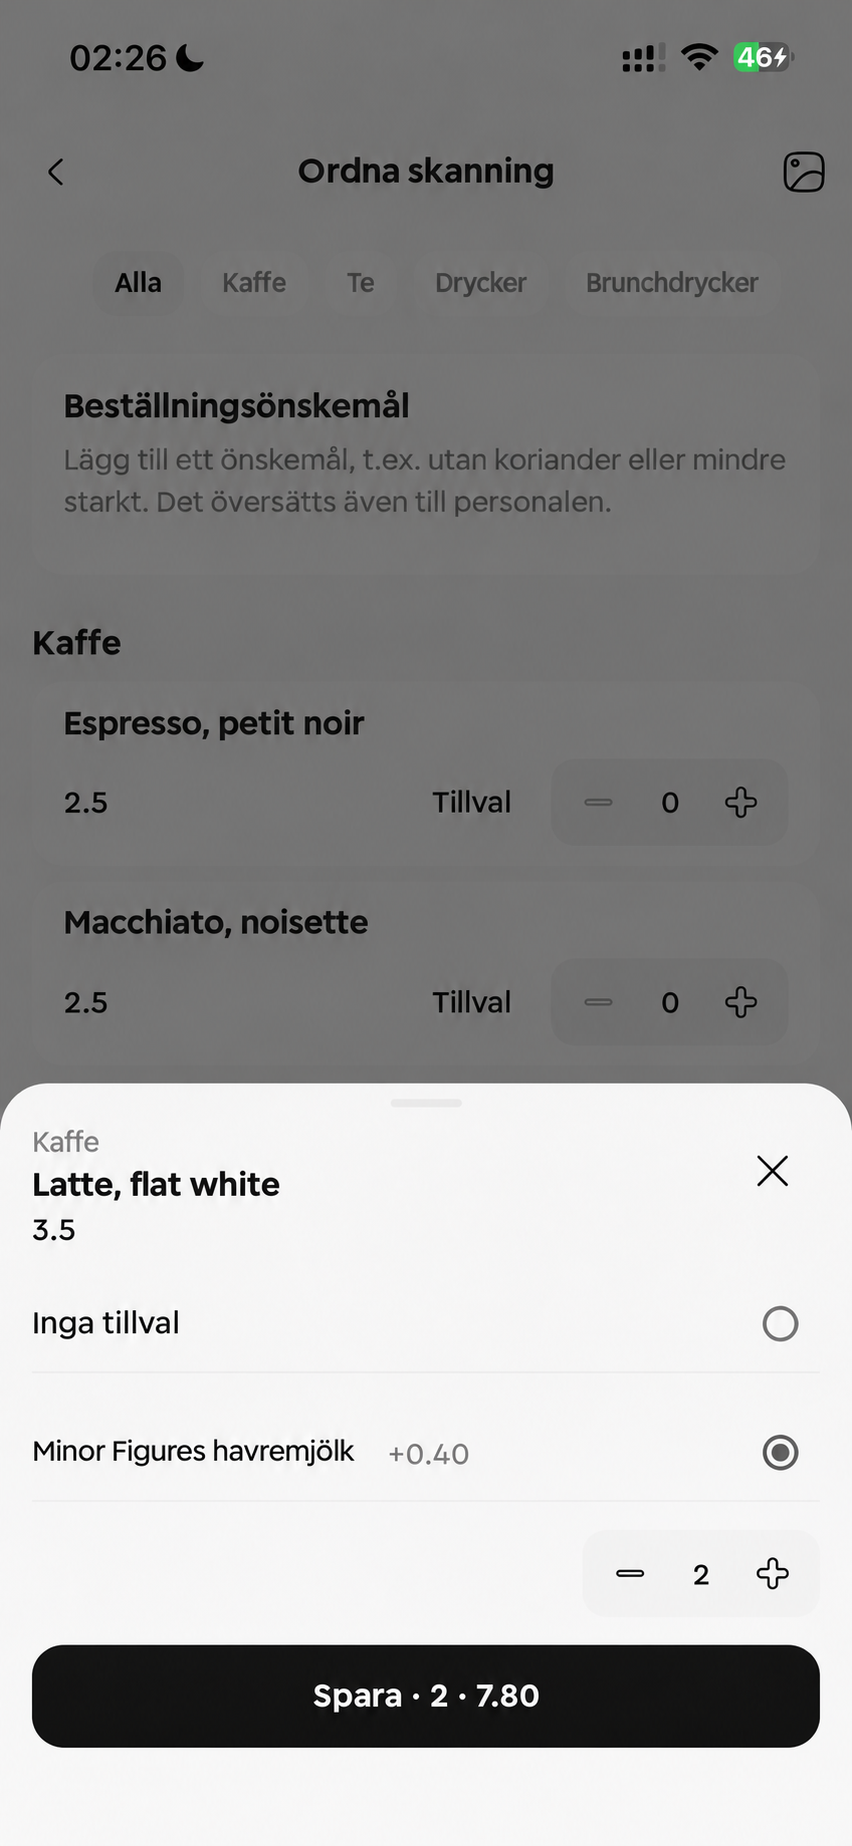 02:26
46
Ordna skanning
Alla
Kaffe
Te
Drycker
Brunchdrycker
Beställningsönskemål
Lägg till ett önskemål, t.ex. utan koriander eller mindre
starkt. Det översätts även till personalen.
Kaffe
Espresso, petit noir
2.5
Tillval
0
Macchiato, noisette
2.5
Tillval
0
Kaffe
Latte, flat white
3.5
Inga tillval
Minor Figures havremjölk +0.40
2
Spara · 2 · 7.80